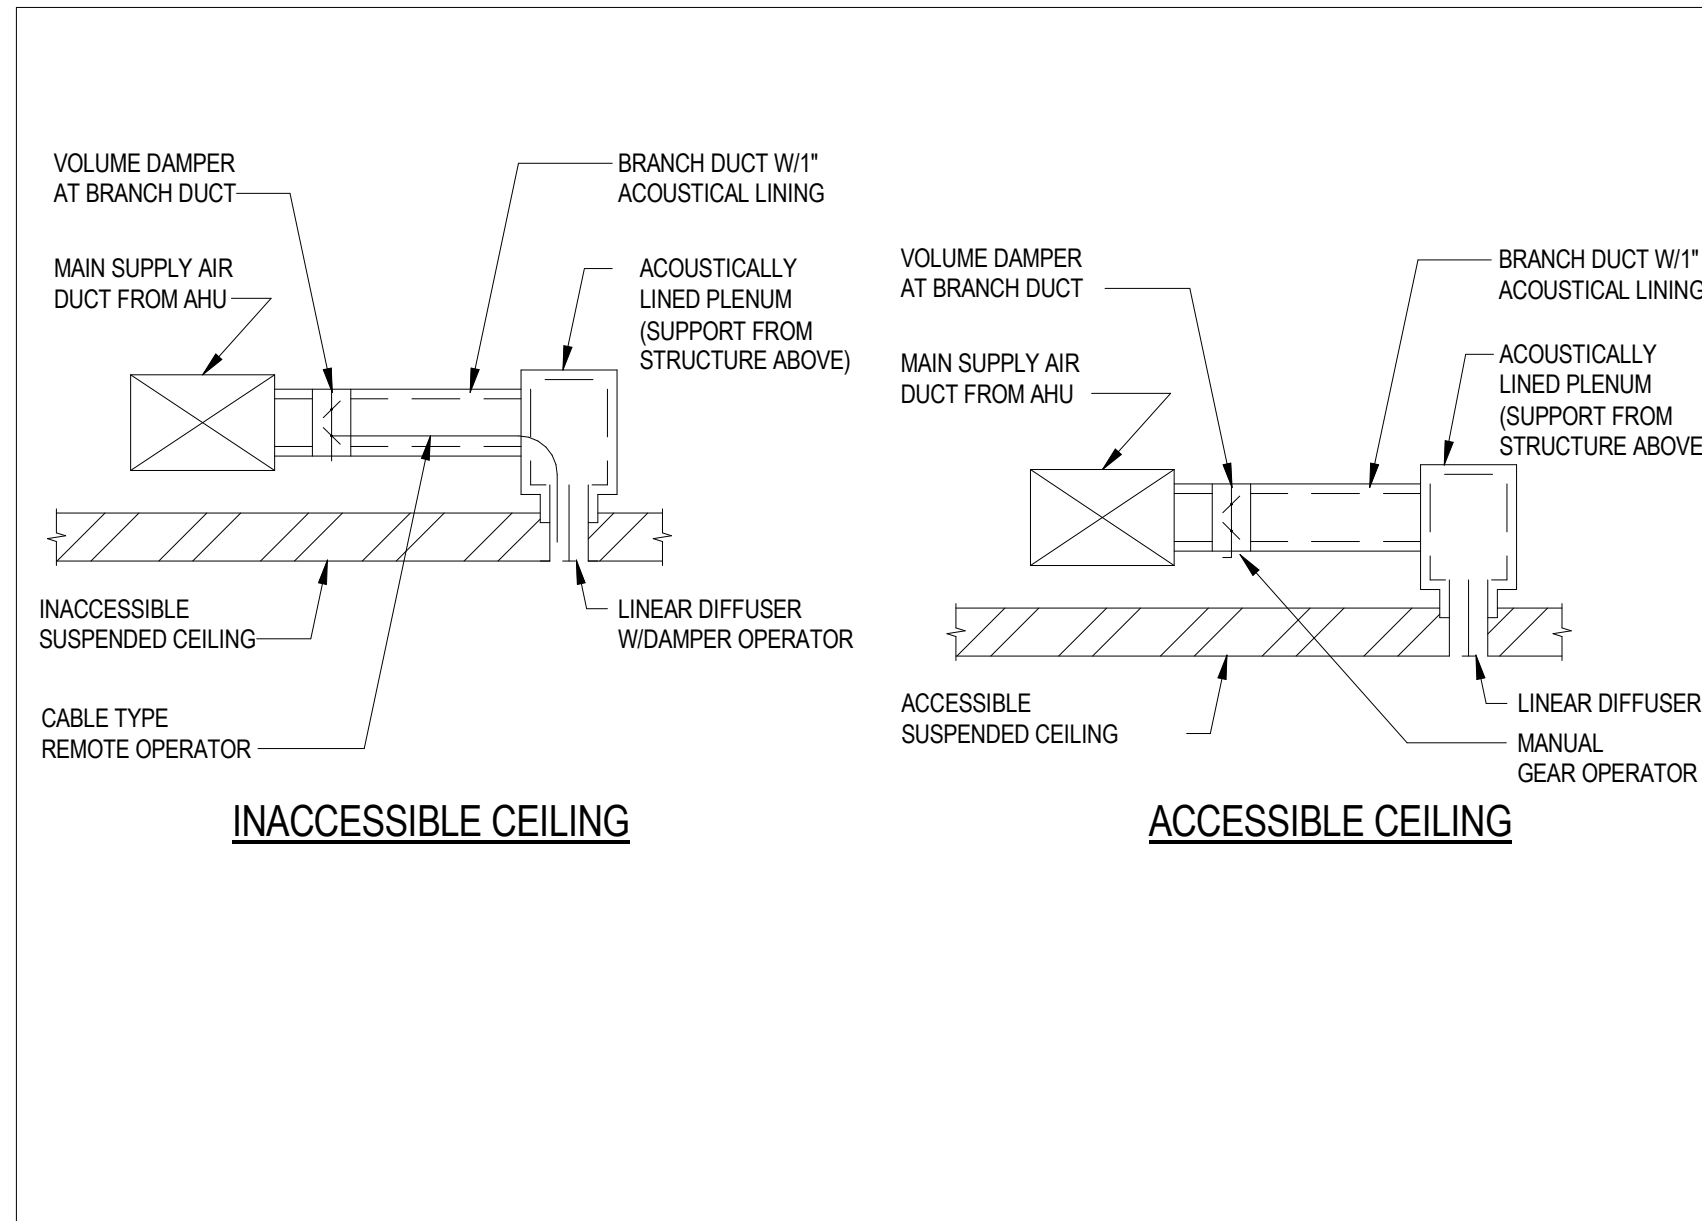 VOLUME DAMPER
AT BRANCH DUCT
BRANCH DUCT W/1"
ACOUSTICAL LINING
MAIN SUPPLY AIR
DUCT FROM AHU
ACOUSTICALLY
LINED PLENUM
(SUPPORT FROM
STRUCTURE ABOVE)
INACCESSIBLE
SUSPENDED CEILING
LINEAR DIFFUSER
W/DAMPER OPERATOR
CABLE TYPE
REMOTE OPERATOR
INACCESSIBLE CEILING
VOLUME DAMPER
AT BRANCH DUCT
BRANCH DUCT W/1"
ACOUSTICAL LINING
MAIN SUPPLY AIR
DUCT FROM AHU
ACOUSTICALLY
LINED PLENUM
(SUPPORT FROM
STRUCTURE ABOVE
ACCESSIBLE
SUSPENDED CEILING
LINEAR DIFFUSER
MANUAL
GEAR OPERATOR
ACCESSIBLE CEILING